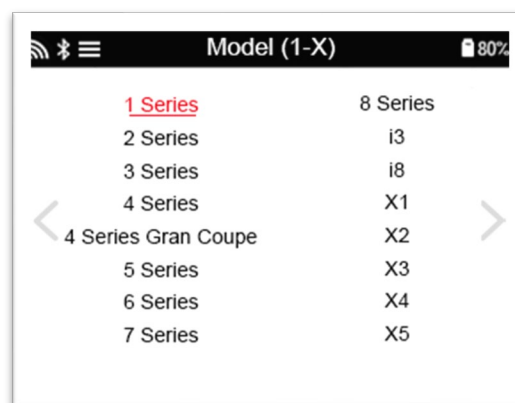 Model (1-X)
80%
1 Series
2 Series
3 Series
4 Series
4 Series Gran Coupe
5 Series
6 Series
7 Series
8 Series
i3
i8
X1
X2
X3
X4
X5